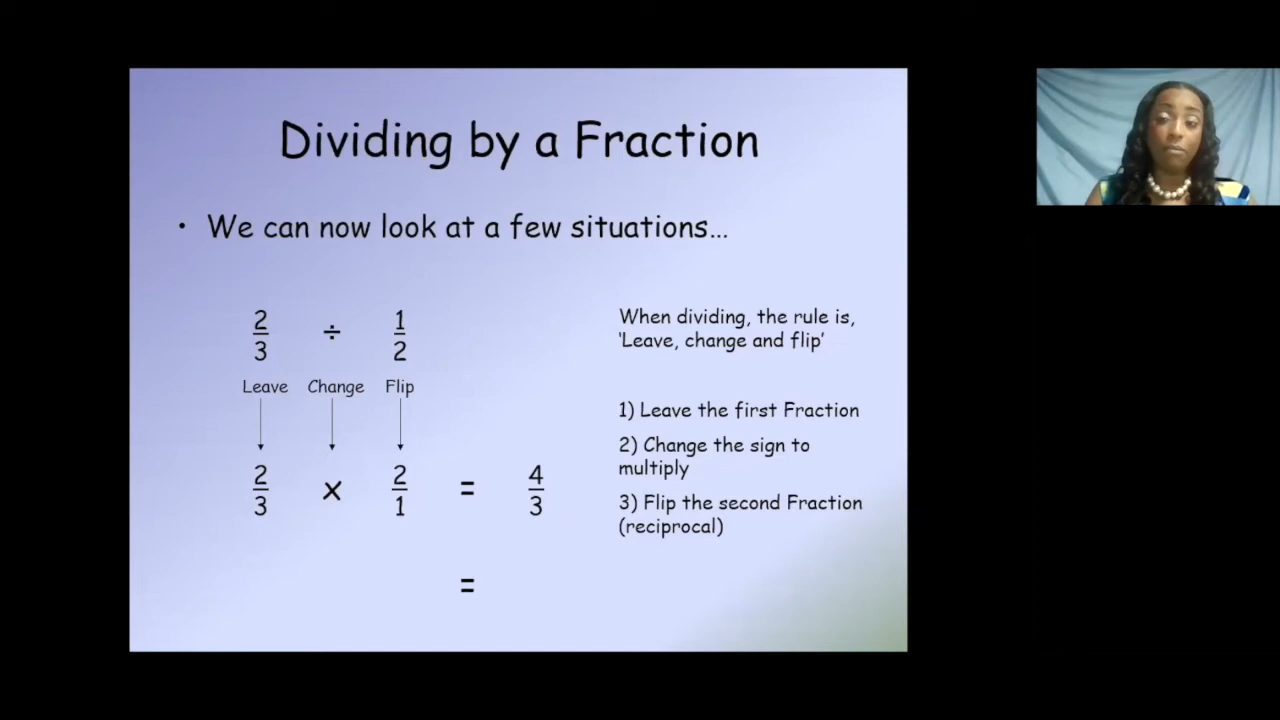 Dividing by a Fraction
• We can now look at a few situations...
2/3 ÷ 1/2
When dividing, the rule is,
'Leave, change and flip'
Leave Change Flip
1) Leave the first Fraction
2) Change the sign to
multiply
2/3 x 2/1 = 4/3
3) Flip the second Fraction
(reciprocal)
=